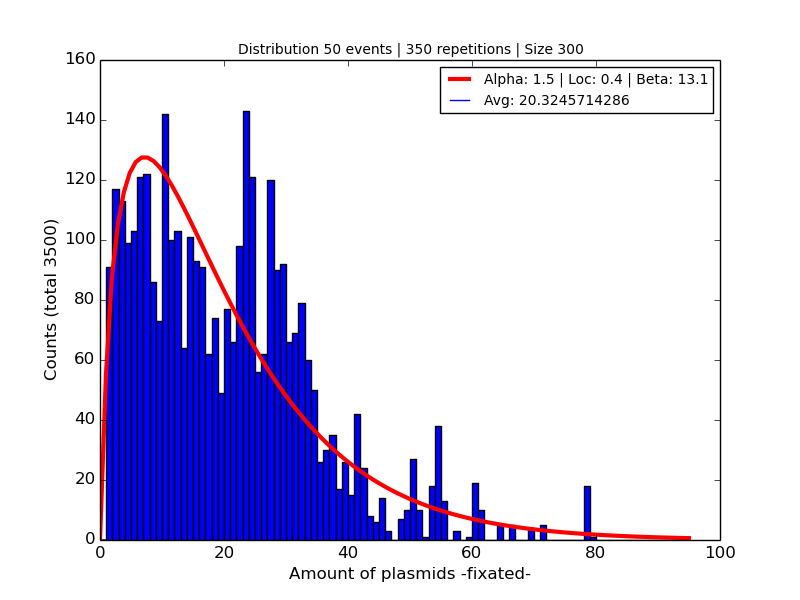 Distribution 50 events | 350 repetitions | Size 300
160
140
120
100
80
60
40
20
0
Counts (total 3500)
Alpha: 1.5 | Loc: 0.4 | Beta: 13.1
Avg: 20.3245714286
0 20 40 60 80 100
Amount of plasmids -fixated-